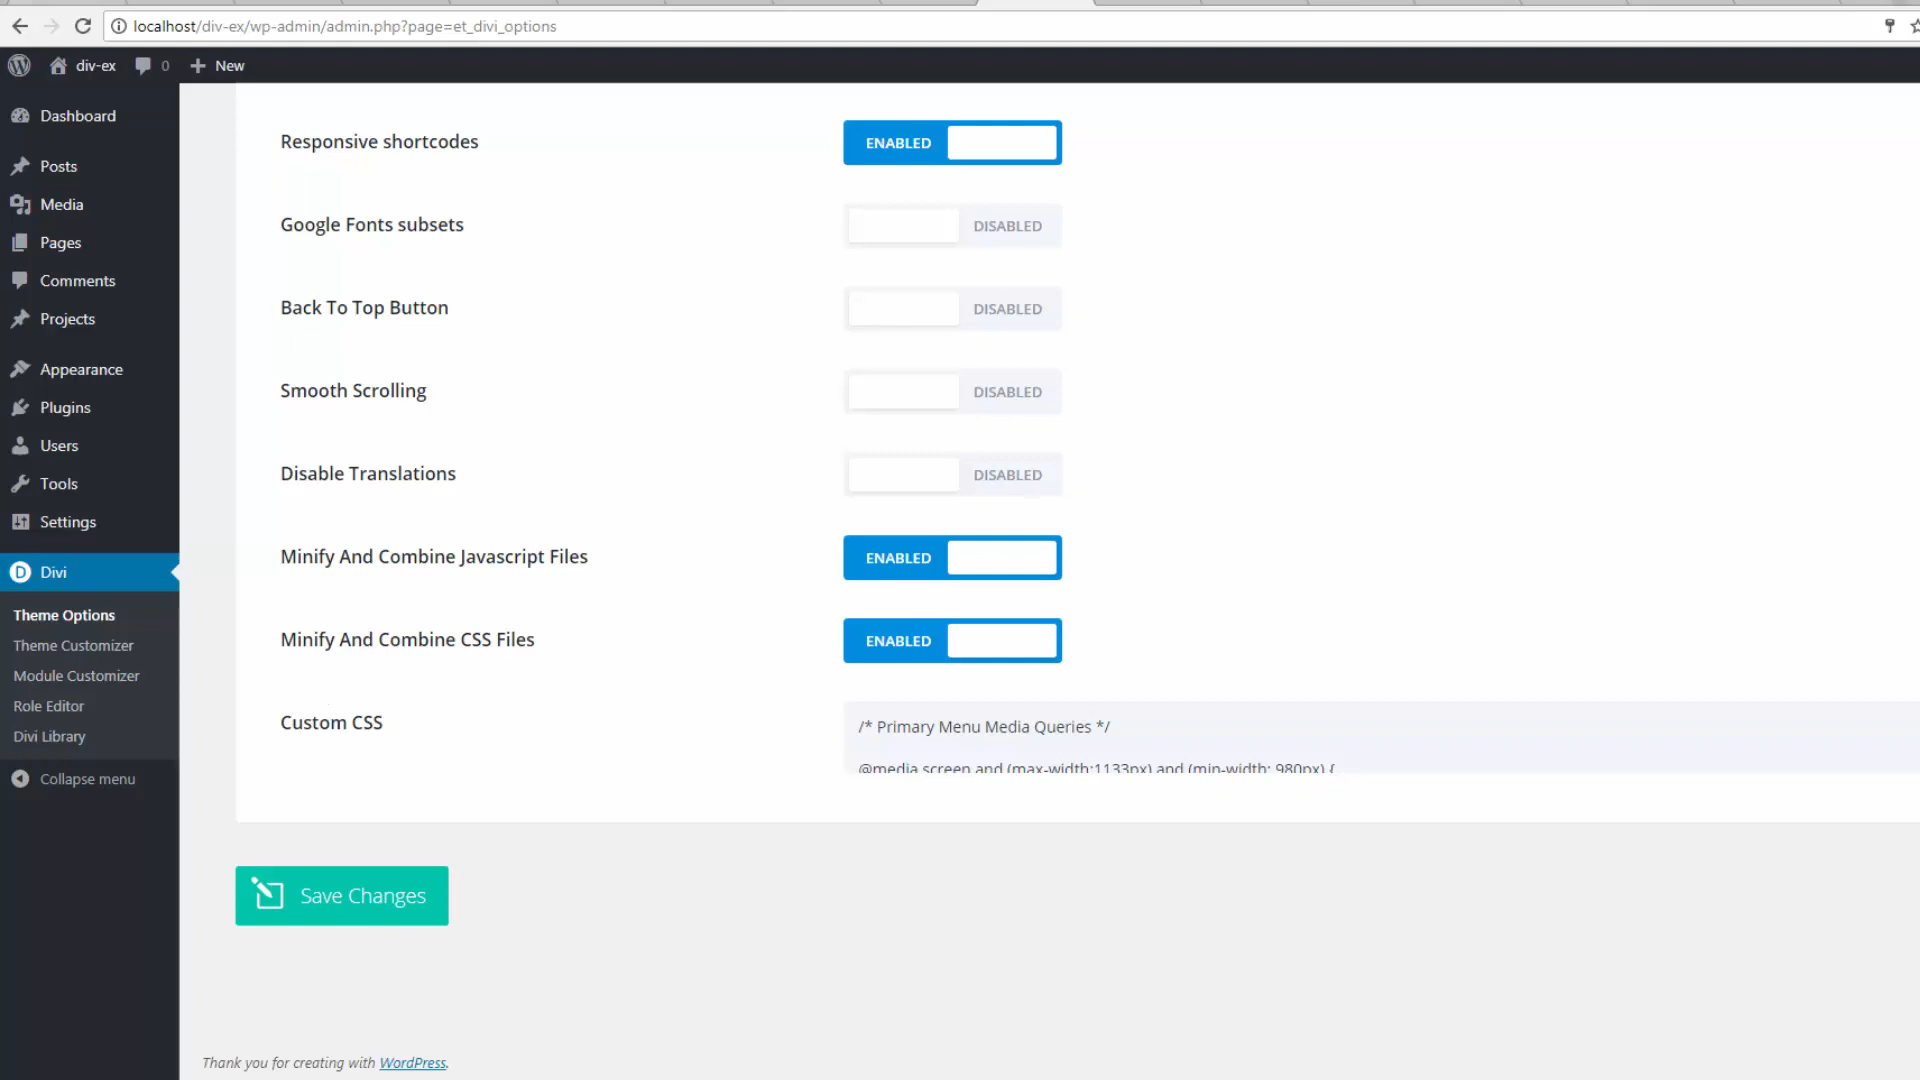 localhost/div-ex/wp-admin/admin.php?page=et_divi_options
div-ex
0
New
Dashboard
Posts
Media
Pages
Comments
Projects
Appearance
Plugins
Users
Tools
Settings
D Divi
Theme Options
Theme Customizer
Module Customizer
Role Editor
Divi Library
Collapse menu
Responsive shortcodes
ENABLED
Google Fonts subsets
DISABLED
Back To Top Button
DISABLED
Smooth Scrolling
DISABLED
Disable Translations
DISABLED
Minify And Combine Javascript Files
ENABLED
Minify And Combine CSS Files
ENABLED
Custom CSS
/* Primary Menu Media Queries */
@media screen and (max-width:1133px) and (min-width: 980px) {
Save Changes
Thank you for creating with WordPress.